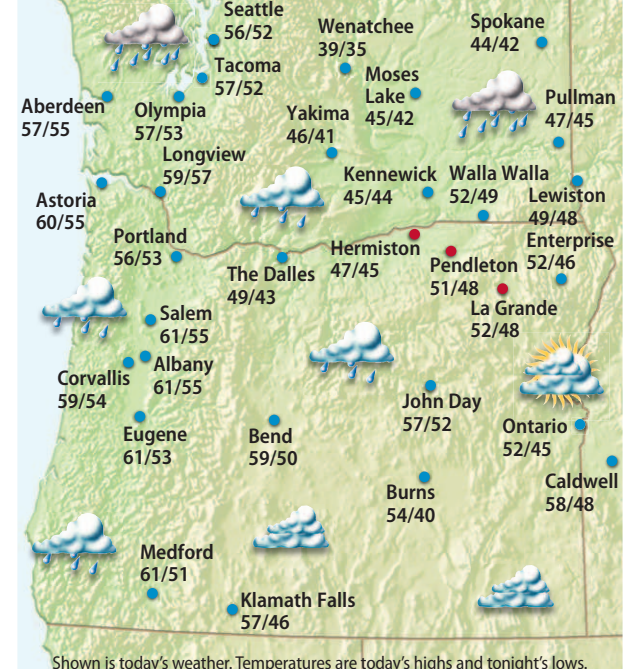 Seattle
56/52
Wenatchee
39/35
Spokane
44/42
Tacoma
57/52
Moses
Lake
45/42
Aberdeen
57/55
Olympia
57/53
Yakima
46/41
Pullman
47/45
Longview
59/57
Kennewick
45/44
Walla Walla
52/49
Lewiston
49/48
Astoria
60/55
Portland
56/53
The Dalles
49/43
Hermiston
47/45
Pendleton
51/48
Enterprise
52/46
La Grande
52/48
Salem
61/55
Albany
61/55
Corvallis
59/54
John Day
57/52
Eugene
61/53
Bend
59/50
Ontario
52/45
Caldwell
58/48
Burns
54/40
Medford
61/51
Klamath Falls
57/46
Shown is today's weather. Temperatures are today's highs and tonight's lows.